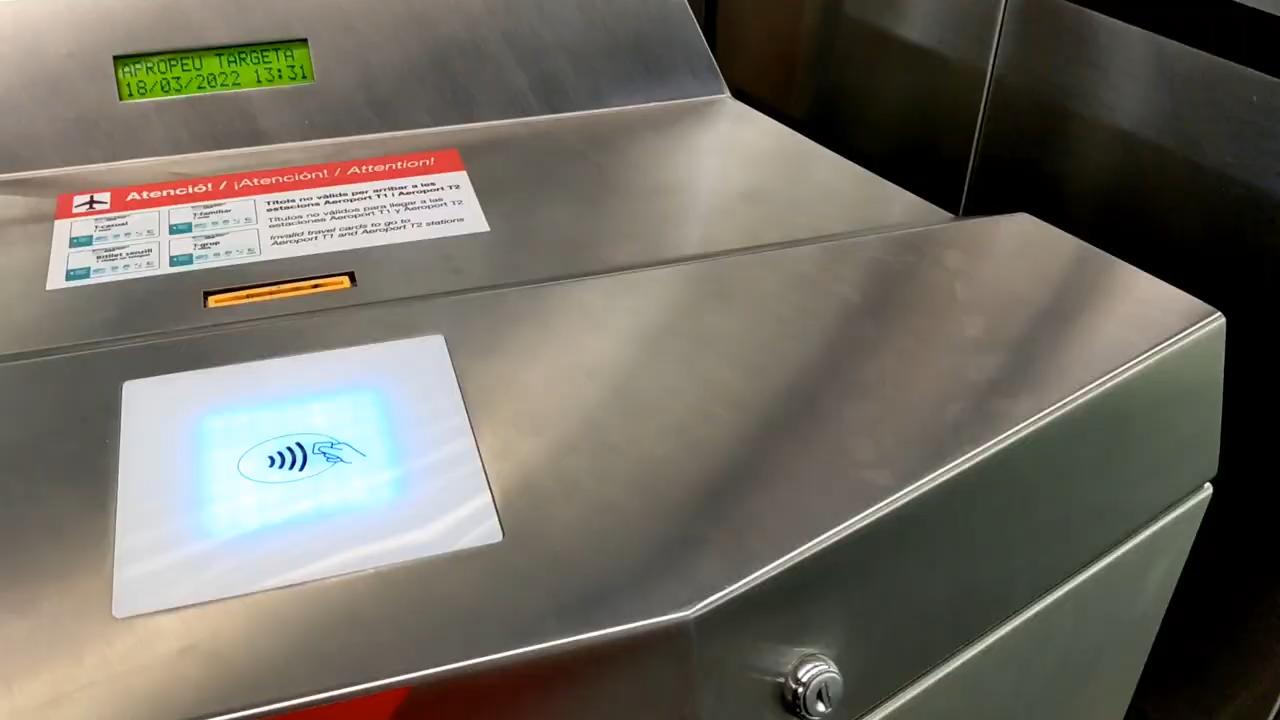 APROPEU TARGETA
18/03/2022 13:31
Atenció! / ¡Atención! / Attention!
T-casual
T-familiar
Bitllet senzill
T-grup
Títols no vàlids per arribar a les
estacions Aeroport T1 i Aeroport T2
Títulos no válidos para llegar a las
estaciones Aeroport T1 y Aeroport T2
Invalid travel cards to go to
Aeroport T1 and Aeroport T2 stations